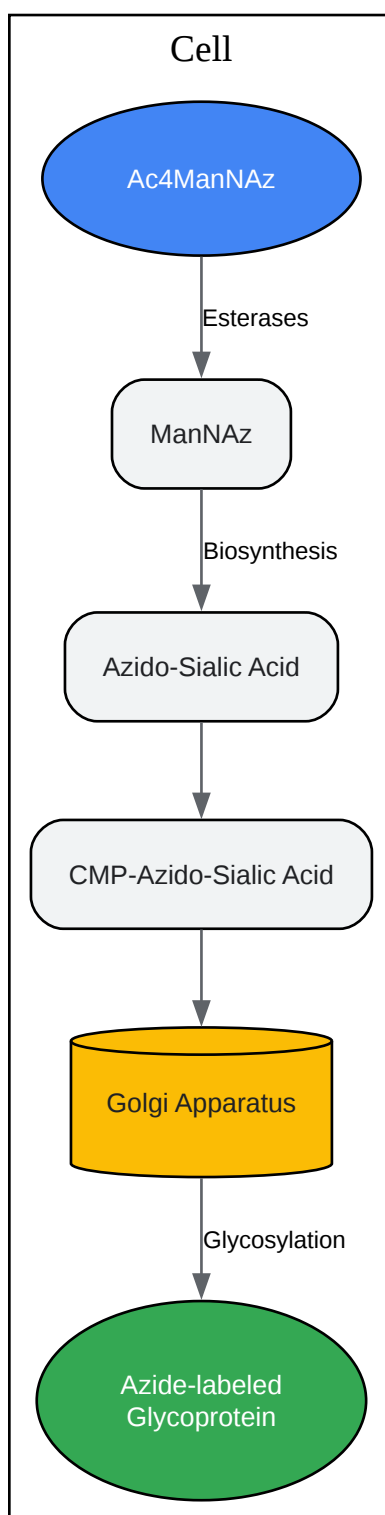 Cell
Ac4ManNAz
Esterases
ManNAz
Biosynthesis
Azido-Sialic Acid
CMP-Azido-Sialic Acid
Golgi Apparatus
Glycosylation
Azide-labeled
Glycoprotein